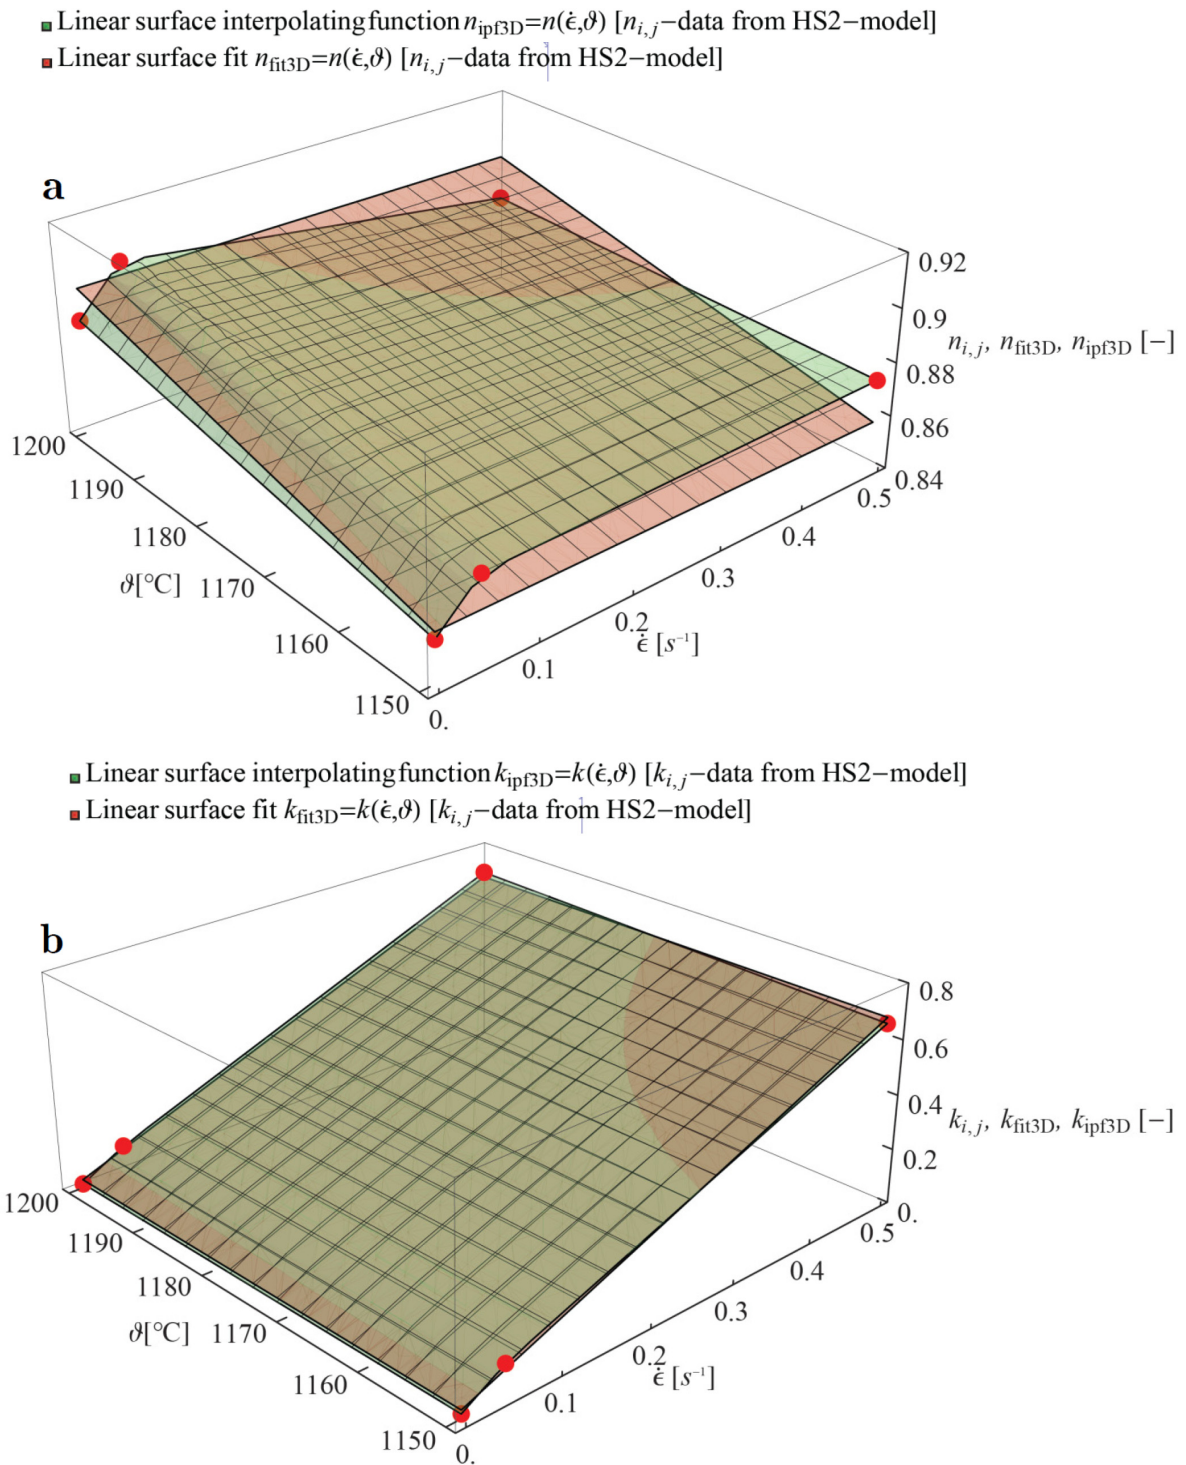 Linear surface interpolating function n_ipf3D=n(ϵ̇,ϑ) [n_i,j−data from HS2−model]
Linear surface fit n_fit3D=n(ϵ̇,ϑ) [n_i,j−data from HS2−model]
a
0.92
0.9
n_i,j, n_fit3D, n_ipf3D [−]
0.88
0.86
0.84
1200
1190
1180
ϑ[°C]
1170
1160
1150
0.5
0.4
0.3
0.2
ϵ̇ [s⁻¹]
0.1
0.
Linear surface interpolating function k_ipf3D=k(ϵ̇,ϑ) [k_i,j−data from HS2−model]
Linear surface fit k_fit3D=k(ϵ̇,ϑ) [k_i,j−data from HS2−model]
b
0.8
0.6
0.4
k_i,j, k_fit3D, k_ipf3D [−]
0.2
0.
1200
1190
1180
ϑ[°C]
1170
1160
1150
0.5
0.4
0.3
0.2
ϵ̇ [s⁻¹]
0.1
0.